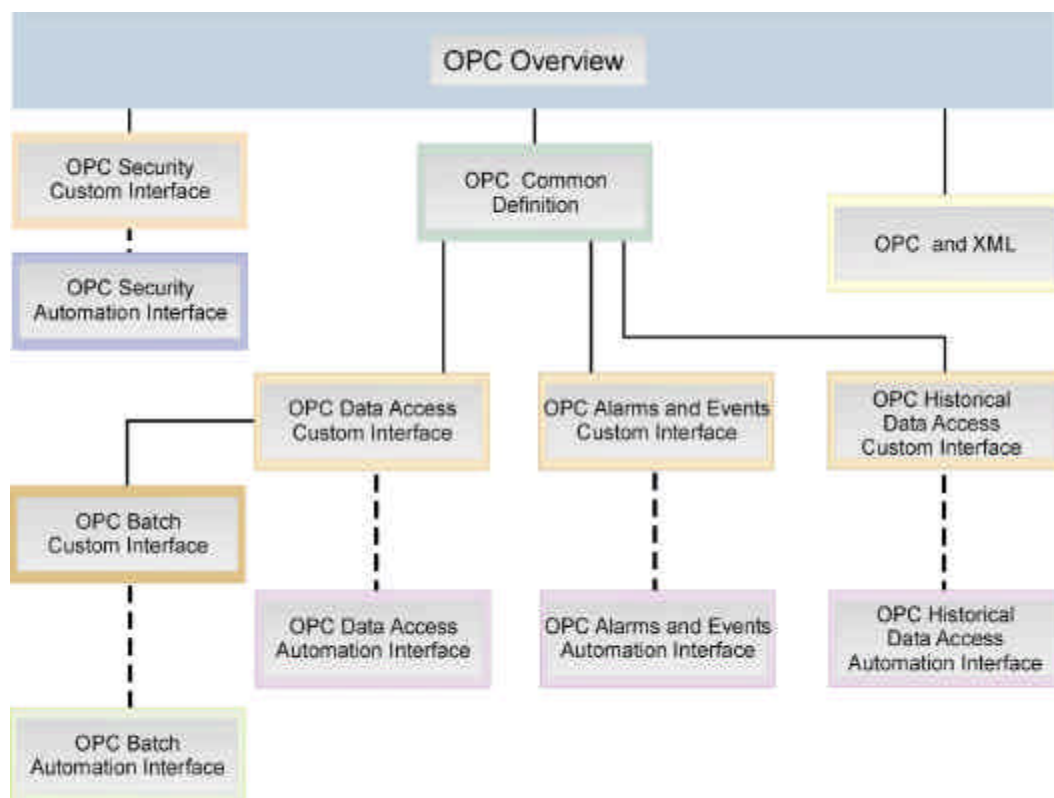 OPC Overview
OPC Security
Custom Interface
OPC Common
Definition
OPC and XML
OPC Security
Automation Interface
OPC Data Access
Custom Interface
OPC Alarms and Events
Custom Interface
OPC Historical
Data Access
Custom Interface
OPC Batch
Custom Interface
OPC Data Access
Automation Interface
OPC Alarms and Events
Automation Interface
OPC Historical
Data Access
Automation Interface
OPC Batch
Automation Interface